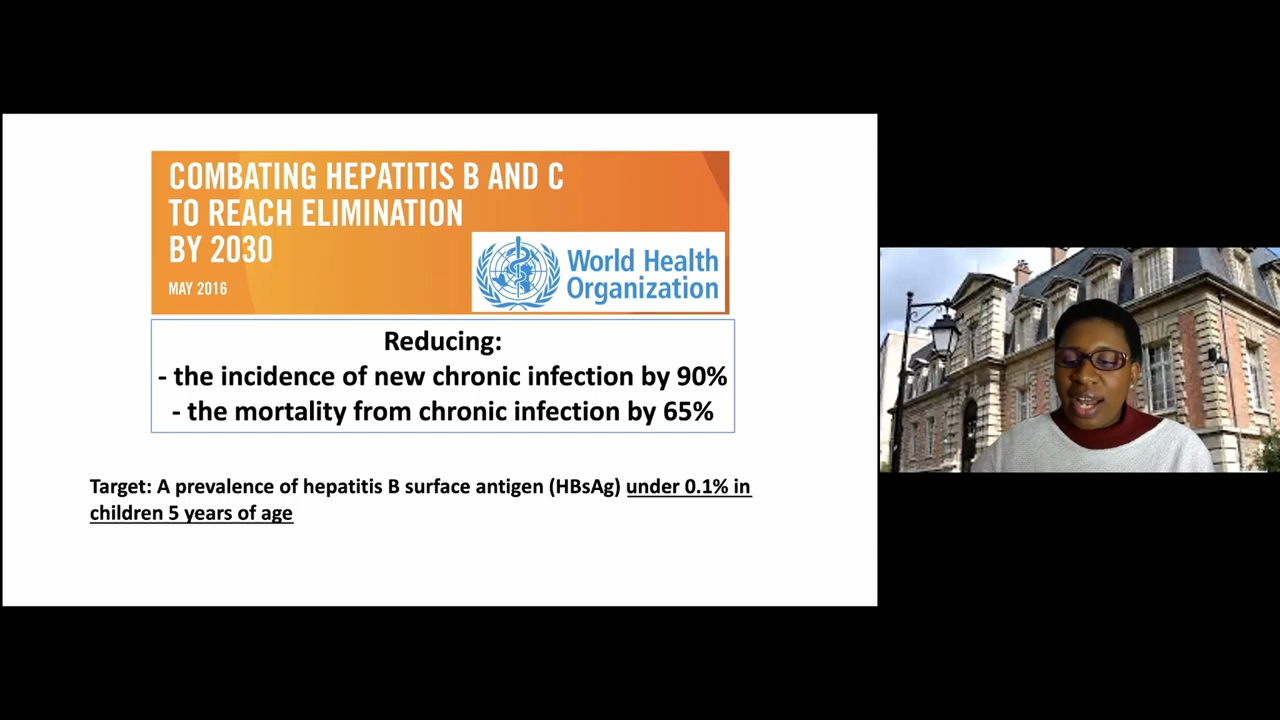 COMBATING HEPATITIS B AND C
TO REACH ELIMINATION
BY 2030
MAY 2016
World Health
Organization
Reducing:
- the incidence of new chronic infection by 90%
- the mortality from chronic infection by 65%
Target: A prevalence of hepatitis B surface antigen (HBsAg) under 0.1% in
children 5 years of age